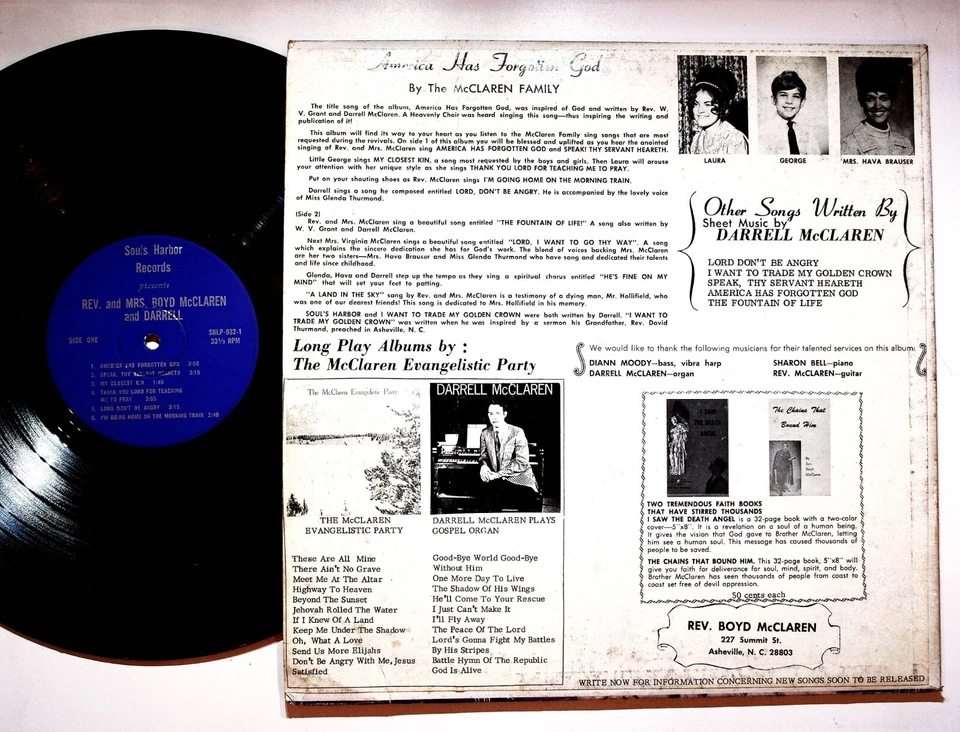 Soul's Harbor
Records
presents
REV. and MRS. BOYD McCLAREN
and DARRELL
SIDE ONE
SHLP-932-1
33⅓ RPM
1. AMERICA HAS FORGOTTEN GOD 3:50
2. SPEAK, THY SERVANT HEARETH 3:15
3. MY CLOSEST KIN 1:45
4. THANK YOU LORD FOR TEACHING
ME TO PRAY 3:05
5. LORD DON'T BE ANGRY 3:15
6. I'M GOING HOME ON THE MORNING TRAIN 2:40
America Has Forgotten God
By The McCLAREN FAMILY
The title song of the album, America Has Forgotten God, was inspired of God and written by Rev. W.
V. Grant and Darrell McClaren. A Heavenly Choir was heard singing this song—thus inspiring the writing and
publication of it!
This album will find its way to your heart as you listen to the McClaren Family sing songs that are most
requested during the revivals. On side 1 of this album you will be blessed and uplifted as you hear the anointed
singing of Rev. and Mrs. McClaren sing AMERICA HAS FORGOTTEN GOD and SPEAK! THY SERVANT HEARETH.
Little George sings MY CLOSEST KIN, a song most requested by the boys and girls. Then Laura will arouse
your attention with her unique style as she sings THANK YOU LORD FOR TEACHING ME TO PRAY.
Put on your shouting shoes as Rev. McClaren sings I'M GOING HOME ON THE MORNING TRAIN.
Darrell sings a song he composed entitled LORD, DON'T BE ANGRY. He is accompanied by the lovely voice
of Miss Glenda Thurmond.
(Side 2)
Rev. and Mrs. McClaren sing a beautiful song entitled "THE FOUNTAIN OF LIFE!" A song also written by
W. V. Grant and Darrell McClaren.
Next Mrs. Virginia McClaren sings a beautiful song entitled "LORD, I WANT TO GO THY WAY". A song
which explains the sincere dedication she has for God's work. The blend of voices backing Mrs. McClaren
are her two sisters—Mrs. Hava Brauser and Miss Glenda Thurmond who have song and dedicated their talents
and life since childhood.
Glenda, Hava and Darrell step up the tempo as they sing a spiritual chorus entitled "HE'S FINE ON MY
MIND" that will set your feet to patting.
"A LAND IN THE SKY" song by Rev. and Mrs. McClaren is a testimony of a dying man, Mr. Hollifield, who
was one of our dearest friends! This song is dedicated to Mrs. Hollifield in his memory.
SOUL'S HARBOR and I WANT TO TRADE MY GOLDEN CROWN were both written by Darrell. "I WANT TO
TRADE MY GOLDEN CROWN" was written when he was inspired by a sermon his Grandfather, Rev. David
Thurmond, preached in Asheville, N. C.
LAURA
GEORGE
MRS. HAVA BRAUSER
Other Songs Written By
Sheet Music by
DARRELL McCLAREN
LORD DON'T BE ANGRY
I WANT TO TRADE MY GOLDEN CROWN
SPEAK, THY SERVANT HEARETH
AMERICA HAS FORGOTTEN GOD
THE FOUNTAIN OF LIFE
We would like to thank the following musicians for their talented services on this album:
DIANN MOODY—bass, vibra harp
SHARON BELL—piano
DARRELL McCLAREN—organ
REV. McCLAREN—guitar
Long Play Albums by :
The McClaren Evangelistic Party
The McClaren Evangelistic Party
DARRELL McCLAREN
THE McCLAREN
EVANGELISTIC PARTY
DARRELL McCLAREN PLAYS
GOSPEL ORGAN
These Are All Mine
There Ain't No Grave
Meet Me At The Altar
Highway To Heaven
Beyond The Sunset
Jehovah Rolled The Water
If I Knew Of A Land
Keep Me Under The Shadow
Oh, What A Love
Send Us More Elijahs
Don't Be Angry With Me, Jesus
Satisfied
Good-Bye World Good-Bye
Without Him
One More Day To Live
The Shadow Of His Wings
He'll Come To Your Rescue
I Just Can't Make It
I'll Fly Away
The Peace Of The Lord
Lord's Gonna Fight My Battles
By His Stripes
Battle Hymn Of The Republic
God Is Alive
I SAW
THE DEATH
ANGEL
The Chains That
Bound Him
By
Rev.
Boyd
McClaren
TWO TREMENDOUS FAITH BOOKS
THAT HAVE STIRRED THOUSANDS
I SAW THE DEATH ANGEL is a 32-page book with a two-color
cover—5"x8". It is a revelation on a soul of a human being.
It gives the vision that God gave to Brother McClaren, letting
him see a human soul. This message has caused thousands of
people to be saved.
THE CHAINS THAT BOUND HIM. This 32-page book, 5"x8" will
give you faith for deliverance for soul, mind, spirit, and body.
Brother McClaren has seen thousands of people from coast to
coast set free of devil oppression.
50 cents each
REV. BOYD McCLAREN
227 Summit St.
Asheville, N. C. 28803
WRITE NOW FOR INFORMATION CONCERNING NEW SONGS SOON TO BE RELEASED